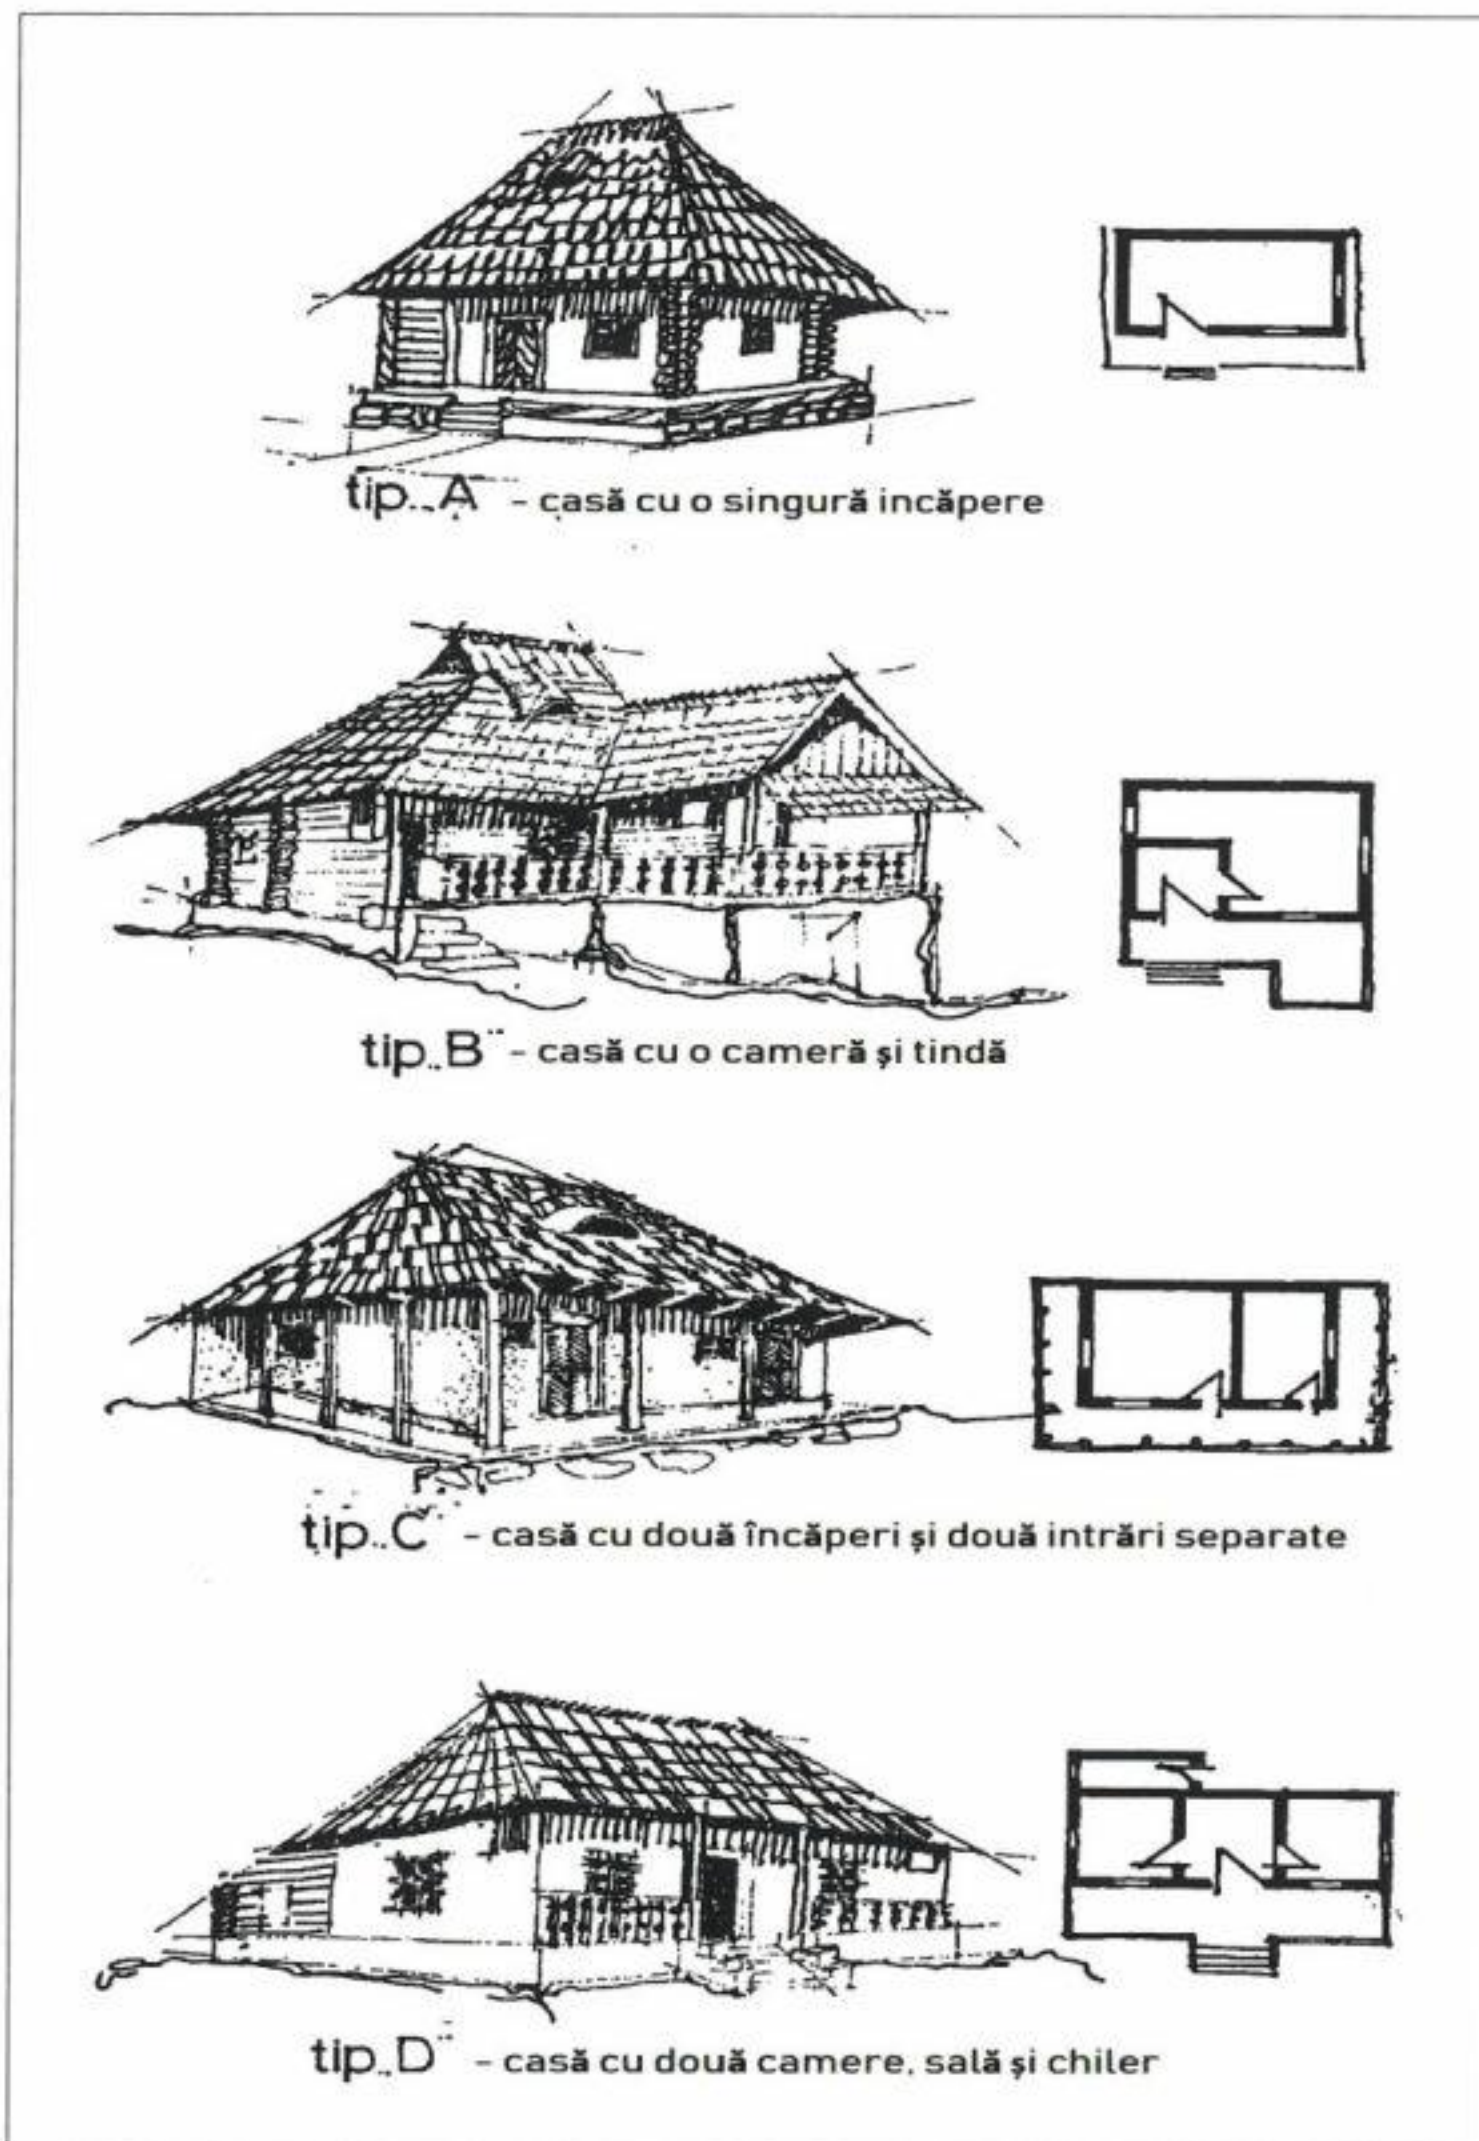 tip „A" - casă cu o singură incăpere
tip „B" - casă cu o cameră și tindă
tip „C" - casă cu două încăperi și două intrări separate
tip „D" - casă cu două camere, sală și chiler